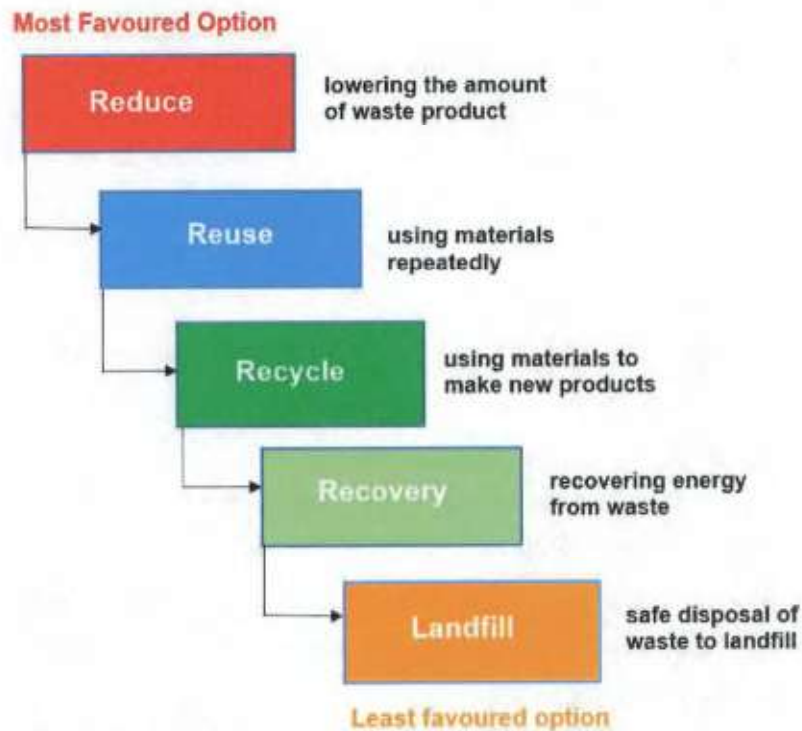 Most Favoured Option
Reduce
lowering the amount
of waste product
Reuse
using materials
repeatedly
Recycle
using materials to
make new products
Recovery
recovering energy
from waste
Landfill
safe disposal of
waste to landfill
Least favoured option